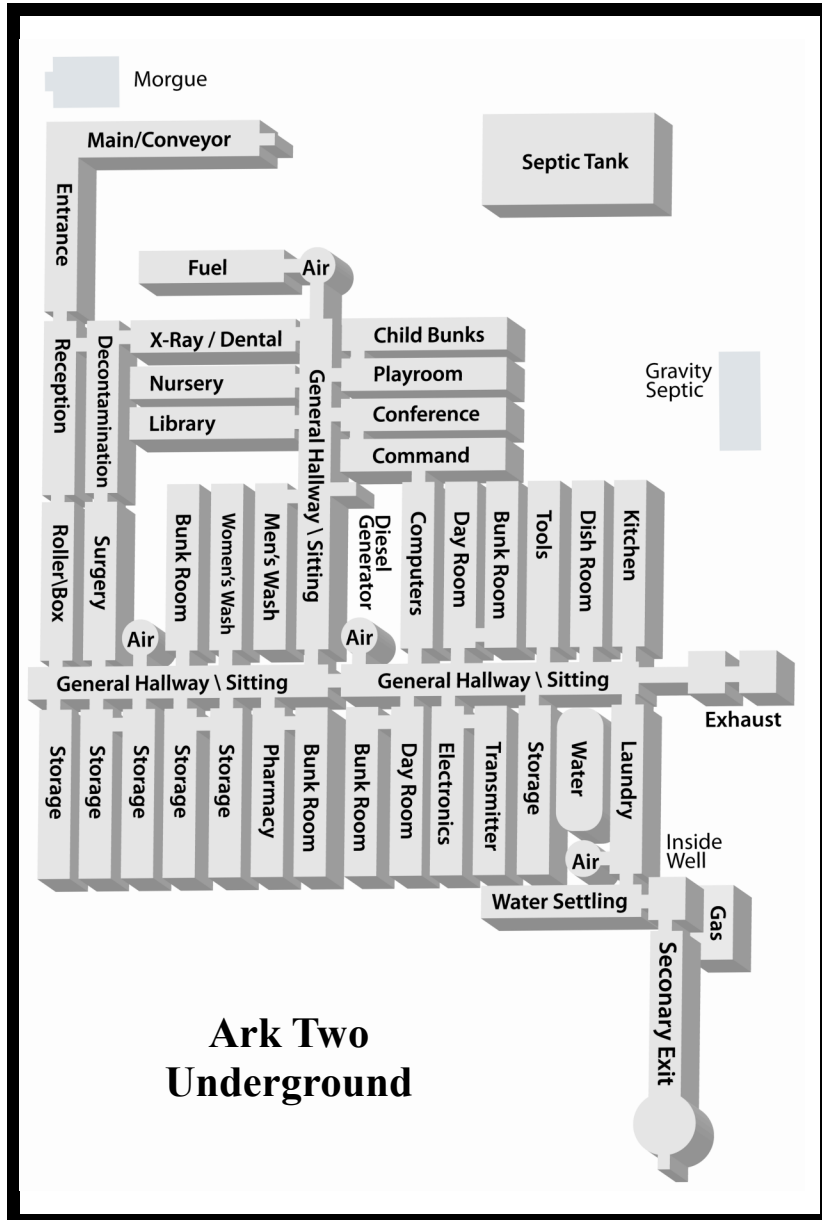 Morgue
Main/Conveyor
Septic Tank
Entrance
Fuel
Air
Reception
Decontamination
X-Ray / Dental
Nursery
Library
General Hallway \ Sitting
Child Bunks
Playroom
Conference
Command
Gravity
Septic
Roller\Box
Surgery
Air
Bunk Room
Women's Wash
Men's Wash
Diesel
Generator
Air
Computers
Day Room
Bunk Room
Tools
Dish Room
Kitchen
General Hallway \ Sitting
General Hallway \ Sitting
Exhaust
Storage
Storage
Storage
Storage
Storage
Pharmacy
Bunk Room
Bunk Room
Day Room
Electronics
Transmitter
Storage
Water
Laundry
Air
Inside
Well
Water Settling
Gas
Seconary Exit
Ark Two
Underground